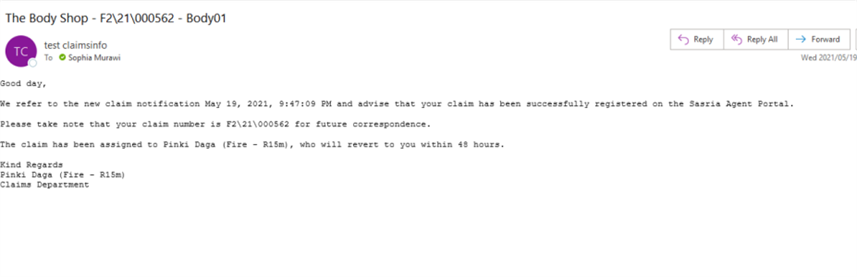 The Body Shop - F2\21\000562 - Body01
TC
test claimsinfo
To Sophia Murawi
Reply
Reply All
Forward
Wed 2021/05/19
Good day,
We refer to the new claim notification May 19, 2021, 9:47:09 PM and advise that your claim has been successfully registered on the Sasria Agent Portal.
Please take note that your claim number is F2\21\000562 for future correspondence.
The claim has been assigned to Pinki Daga (Fire - R15m), who will revert to you within 48 hours.
Kind Regards
Pinki Daga (Fire - R15m)
Claims Department